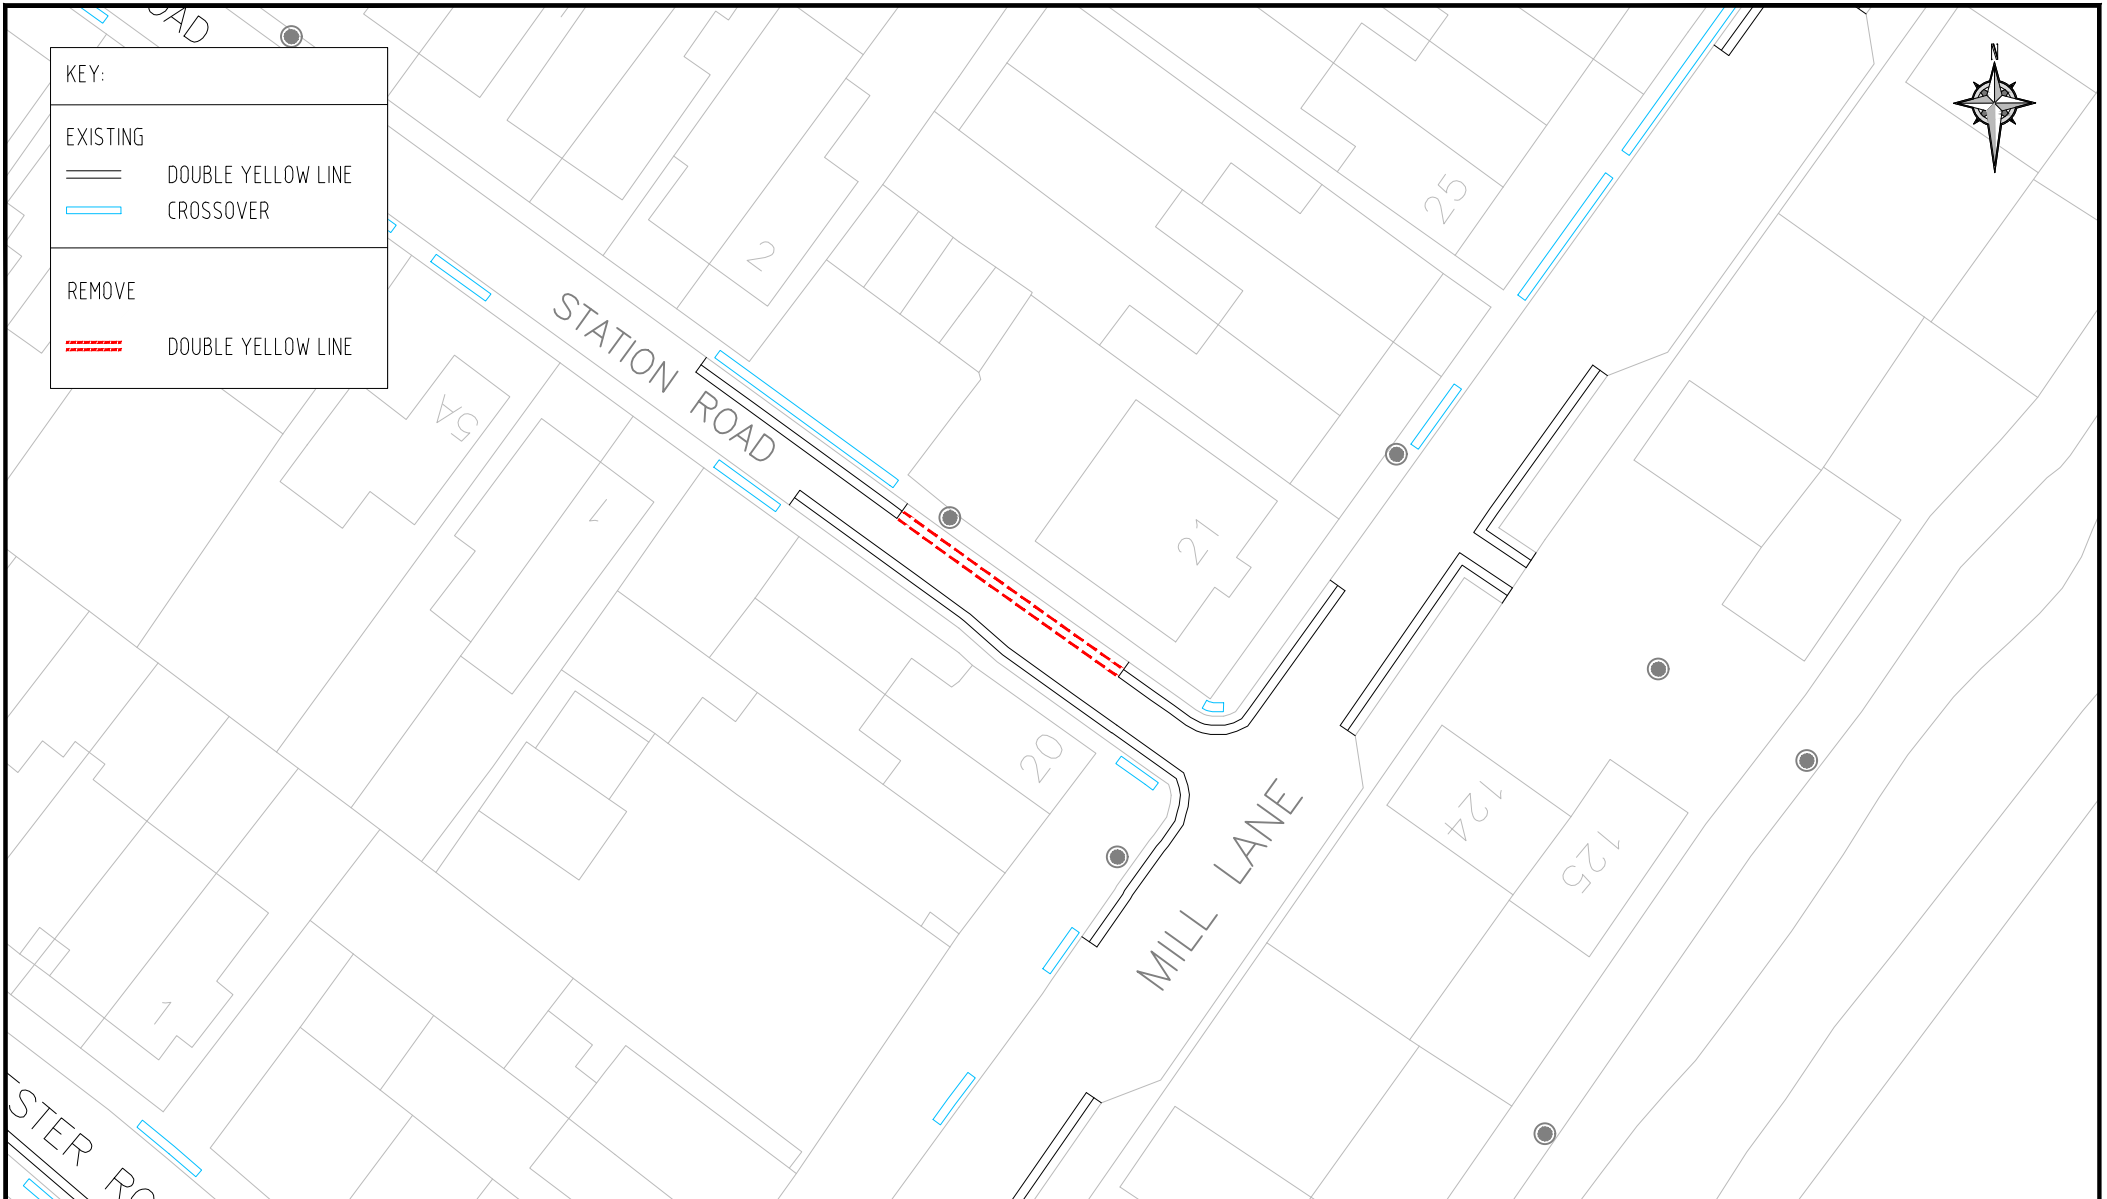 N
KEY:
EXISTING
DOUBLE YELLOW LINE
CROSSOVER
REMOVE
DOUBLE YELLOW LINE
25
2
STATION ROAD
5A
1
21
20
124
125
MILL LANE
1